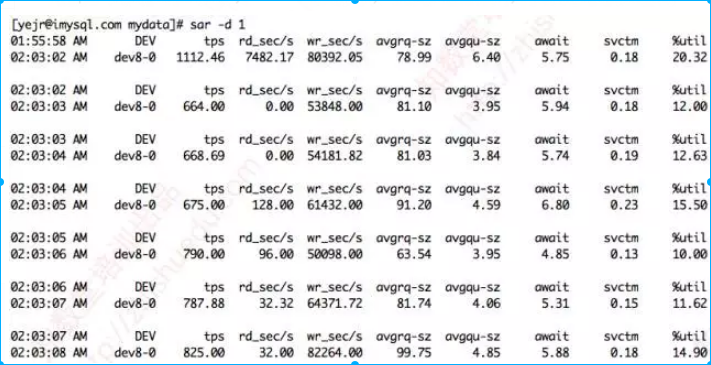 [yejr@imysql.com mydata]# sar -d 1
01:55:58 AM DEV tps rd_sec/s wr_sec/s avgrq-sz avgqu-sz await svctm %util
02:03:02 AM dev8-0 1112.46 7482.17 80392.05 78.99 6.40 5.75 0.18 20.32
02:03:02 AM DEV tps rd_sec/s wr_sec/s avgrq-sz avgqu-sz await svctm %util
02:03:03 AM dev8-0 664.00 0.00 53848.00 81.10 3.95 5.94 0.18 12.00
02:03:03 AM DEV tps rd_sec/s wr_sec/s avgrq-sz avgqu-sz await svctm %util
02:03:04 AM dev8-0 668.69 0.00 54181.82 81.03 3.84 5.74 0.19 12.63
02:03:04 AM DEV tps rd_sec/s wr_sec/s avgrq-sz avgqu-sz await svctm %util
02:03:05 AM dev8-0 675.00 128.00 61432.00 91.20 4.59 6.80 0.23 15.50
02:03:05 AM DEV tps rd_sec/s wr_sec/s avgrq-sz avgqu-sz await svctm %util
02:03:06 AM dev8-0 790.00 96.00 50098.00 63.54 3.95 4.85 0.13 10.00
02:03:06 AM DEV tps rd_sec/s wr_sec/s avgrq-sz avgqu-sz await svctm %util
02:03:07 AM dev8-0 787.88 32.32 64371.72 81.74 4.06 5.31 0.15 11.62
02:03:07 AM DEV tps rd_sec/s wr_sec/s avgrq-sz avgqu-sz await svctm %util
02:03:08 AM dev8-0 825.00 32.00 82264.00 99.75 4.85 5.88 0.18 14.90